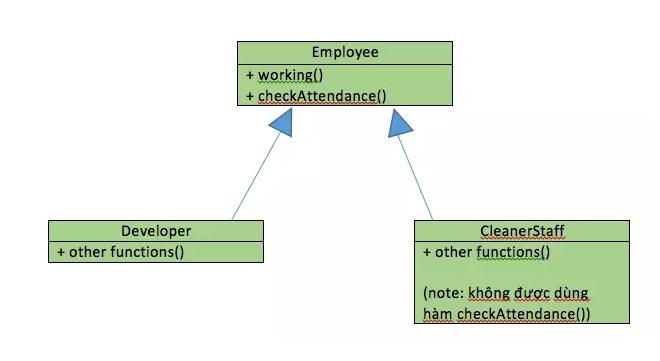 Employee
+ working()
+ checkAttendance()
Developer
+ other functions()
CleanerStaff
+ other functions()
(note: không được dùng
hàm checkAttendance())